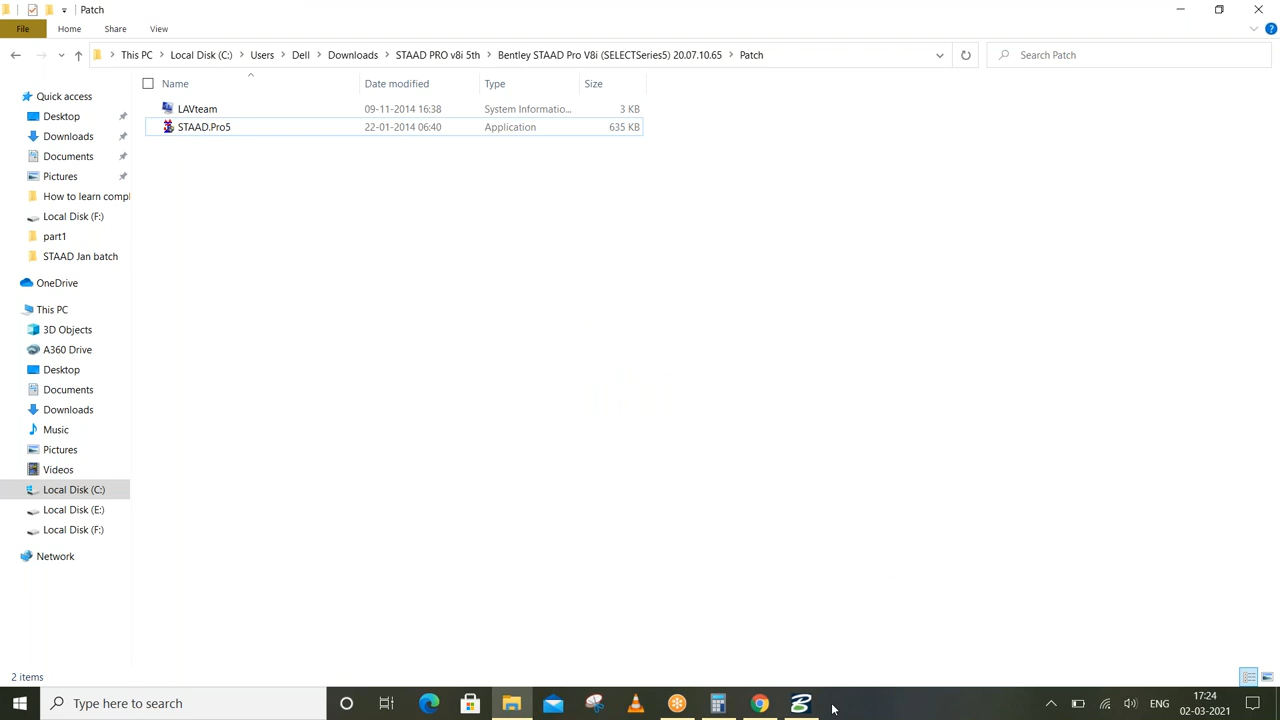 Patch
File Home Share View
This PC Local Disk (C:) Users Dell Downloads STAAD PRO v8i 5th Bentley STAAD Pro V8i (SELECTSeries5) 20.07.10.65 Patch
Search Patch
Name Date modified Type Size
LAVteam 09-11-2014 16:38 System Informatio... 3 KB
STAAD.Pro5 22-01-2014 06:40 Application 635 KB
Quick access
Desktop
Downloads
Documents
Pictures
How to learn compl
Local Disk (F:)
part1
STAAD Jan batch
OneDrive
This PC
3D Objects
A360 Drive
Desktop
Documents
Downloads
Music
Pictures
Videos
Local Disk (C:)
Local Disk (E:)
Local Disk (F:)
Network
2 items
Type here to search
ENG
17:24
02-03-2021